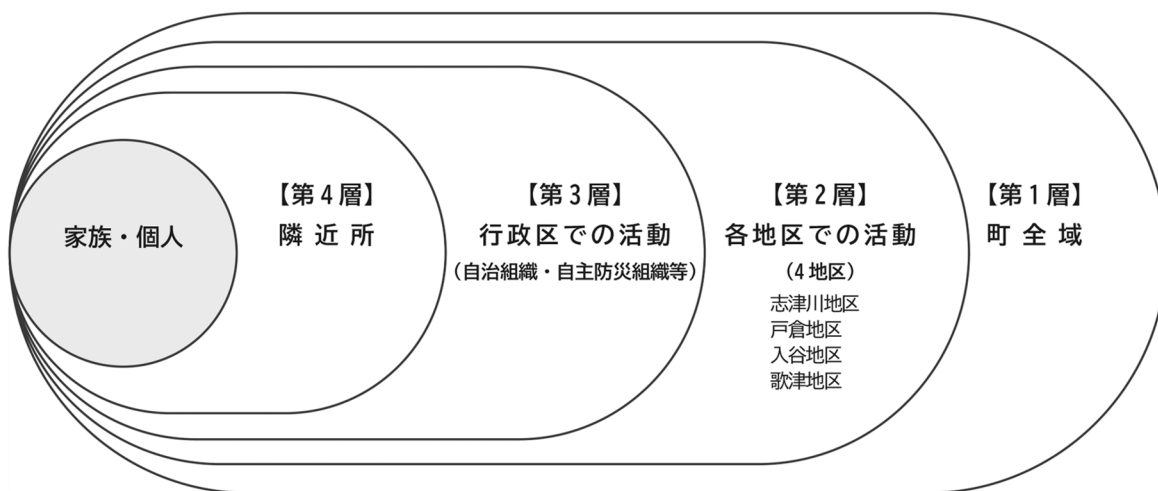 家族・個人
【第4層】
隣近所
【第3層】
行政区での活動
(自治組織・自主防災組織等)
【第2層】
各地区での活動
(4地区)
志津川地区
戸倉地区
入谷地区
歌津地区
【第1層】
町全域